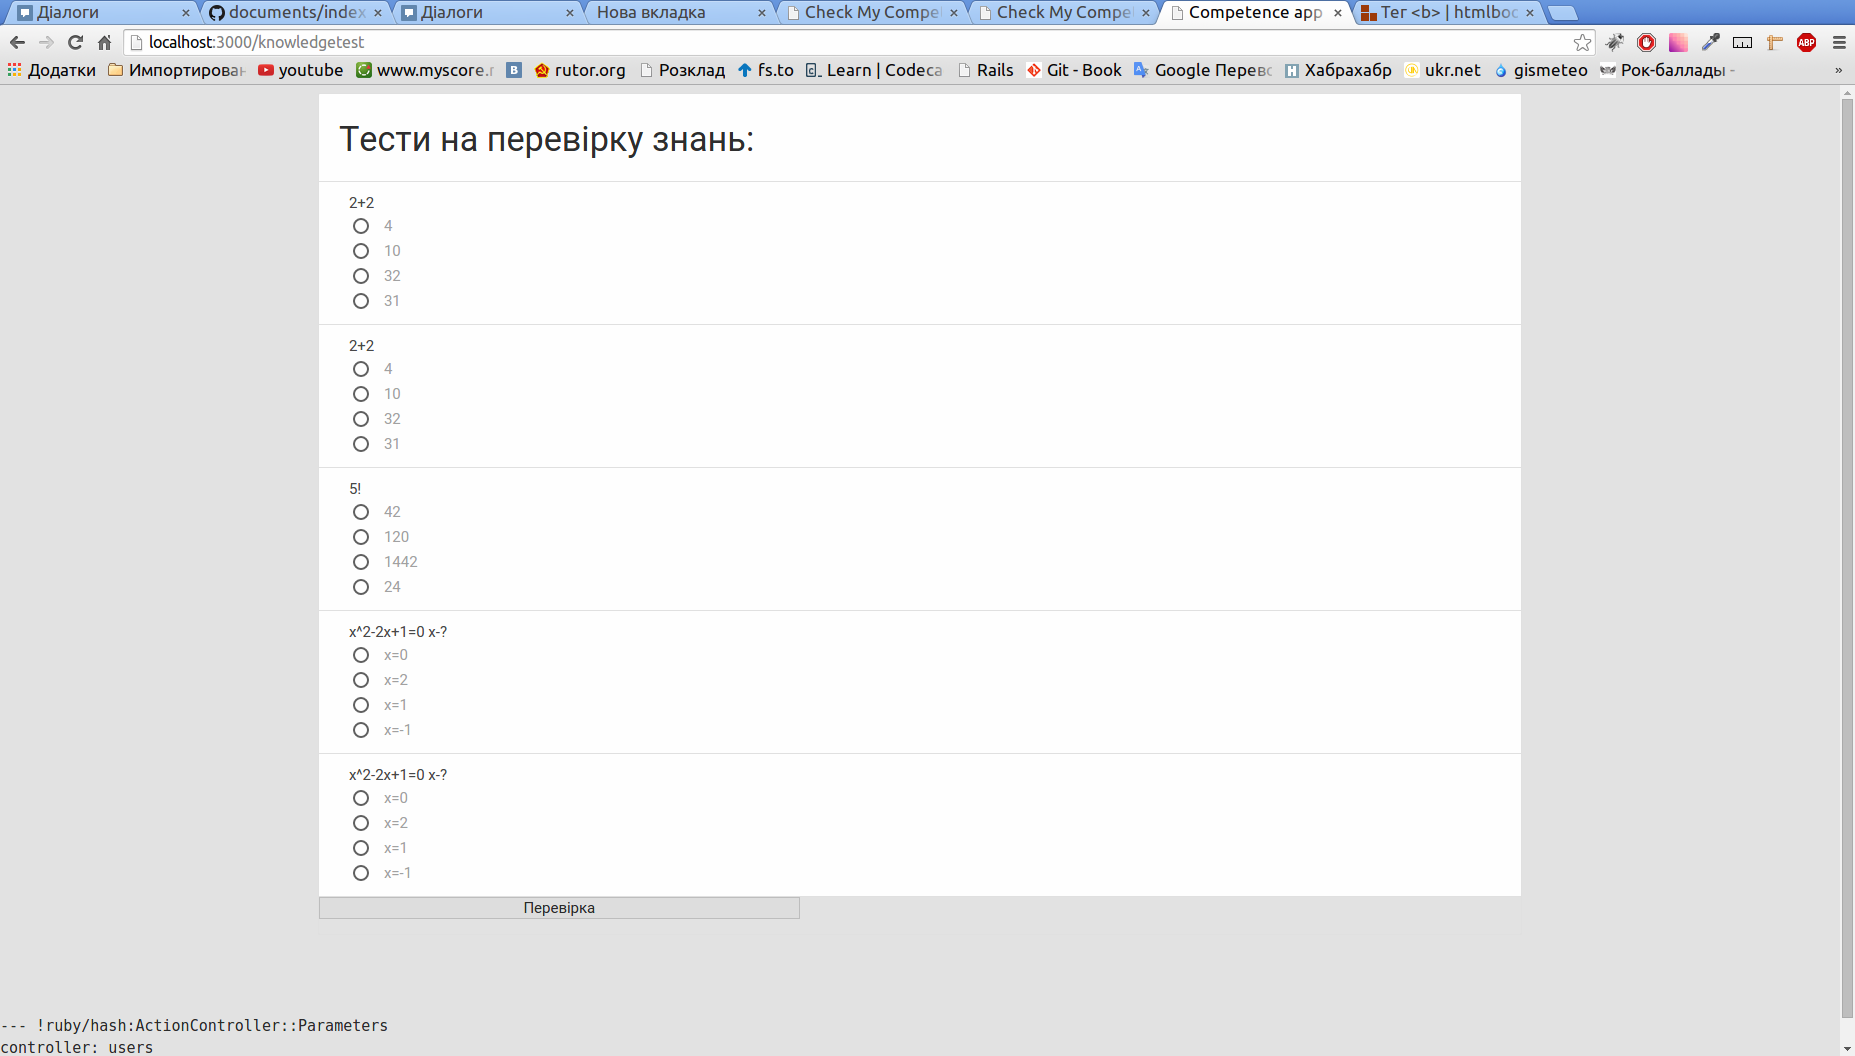 Діалоги
documents/index
Діалоги
Нова вкладка
Check My Compe
Check My Compe
Competence app
Тег <b> | htmlboo
localhost:3000/knowledgetest
ABP
Додатки
Импортирован
youtube
www.myscore.r
B
rutor.org
Розклад
fs.to
Learn | Codeca
Rails
Git - Book
Google Перево
Хабрахабр
ukr.net
gismeteo
Рок-баллады -
»
Тести на перевірку знань:
2+2
4
10
32
31
2+2
4
10
32
31
5!
42
120
1442
24
x^2-2x+1=0 x-?
x=0
x=2
x=1
x=-1
x^2-2x+1=0 x-?
x=0
x=2
x=1
x=-1
Перевірка
--- !ruby/hash:ActionController::Parameters
controller: users